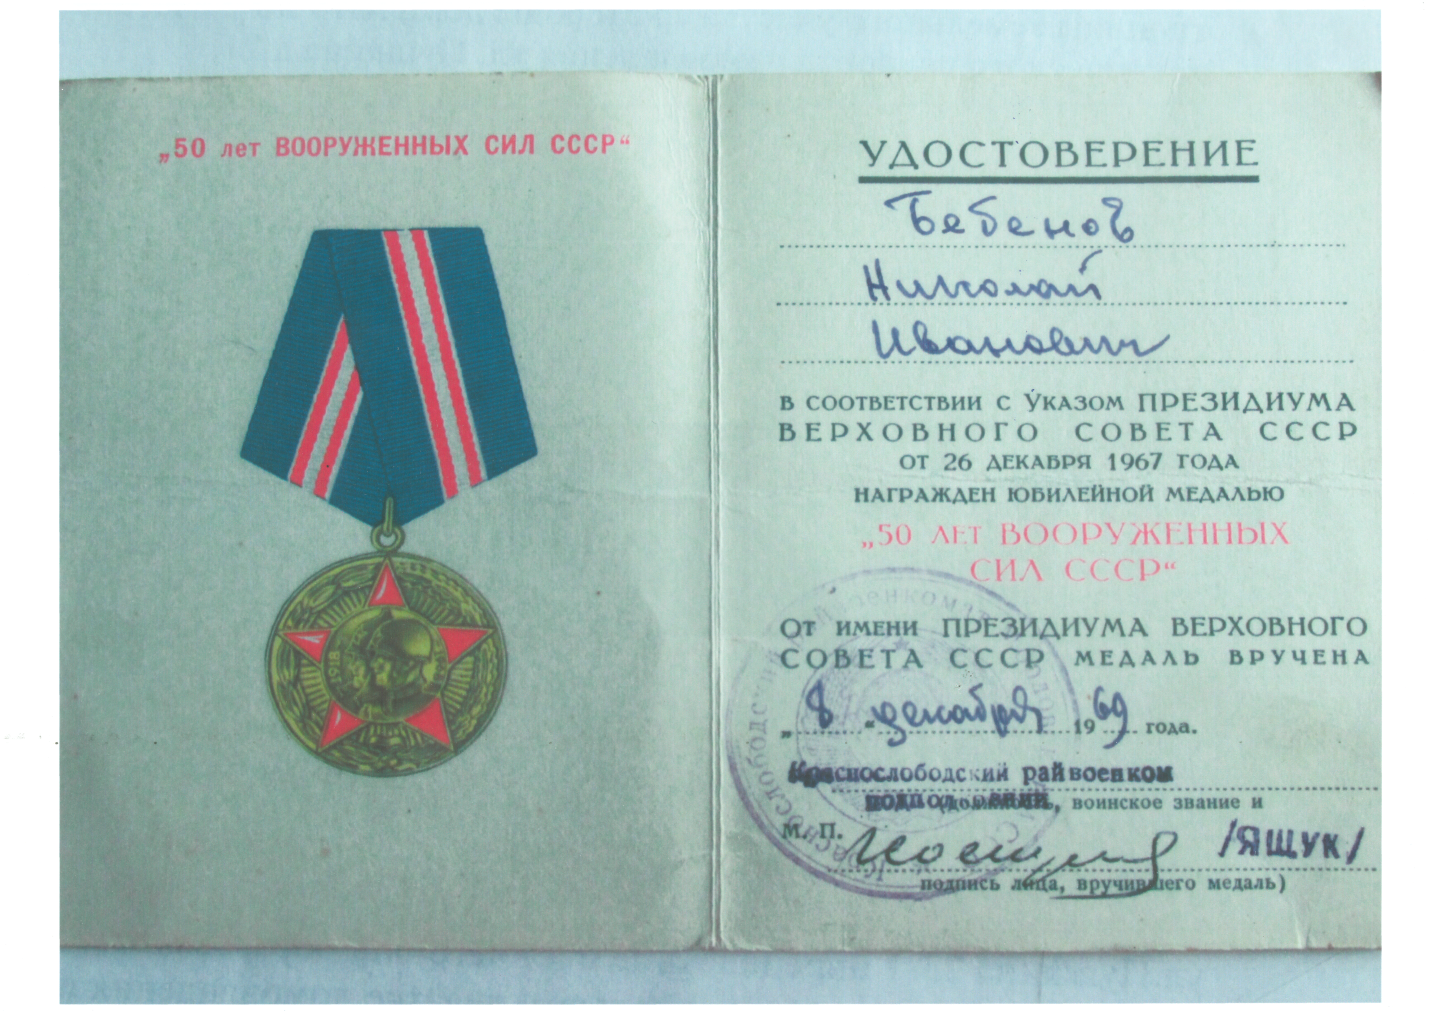 „50 лет ВООРУЖЕННЫХ СИЛ СССР“
1918
УДОСТОВЕРЕНИЕ
Бебенов
Николай
Иванович
В СООТВЕТСТВИИ С УКАЗОМ ПРЕЗИДИУМА
ВЕРХОВНОГО СОВЕТА СССР
ОТ 26 ДЕКАБРЯ 1967 ГОДА
НАГРАЖДЕН ЮБИЛЕЙНОЙ МЕДАЛЬЮ
„50 ЛЕТ ВООРУЖЕННЫХ
СИЛ СССР“
ОТ ИМЕНИ ПРЕЗИДИУМА ВЕРХОВНОГО
СОВЕТА СССР МЕДАЛЬ ВРУЧЕНА
„8“ декабря 1969 года.
Краснослободский райвоенком
(должность, воинское звание и
М. П.
/ЯЩУК/
подпись лица, вручившего медаль)